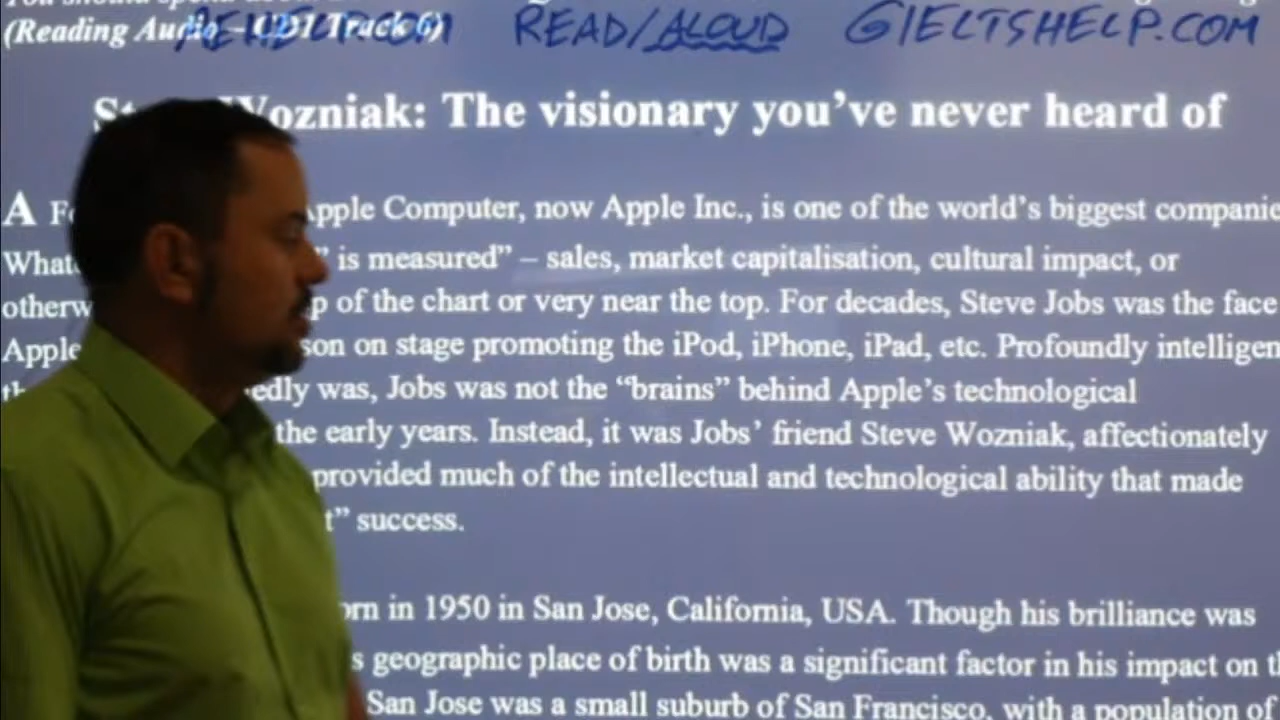 You should spend about
(Reading Audio – CD1 Track 6)
READ/ALOUD GIELTSHELP.COM
Wozniak: The visionary you've never heard of
A Apple Computer, now Apple Inc., is one of the world's biggest companie
What " is measured" – sales, market capitalisation, cultural impact, or
otherw p of the chart or very near the top. For decades, Steve Jobs was the face
Apple son on stage promoting the iPod, iPhone, iPad, etc. Profoundly intelligen
edly was, Jobs was not the "brains" behind Apple's technological
the early years. Instead, it was Jobs' friend Steve Wozniak, affectionately
provided much of the intellectual and technological ability that made
t" success.
orn in 1950 in San Jose, California, USA. Though his brilliance was
s geographic place of birth was a significant factor in his impact on th
San Jose was a small suburb of San Francisco, with a population of